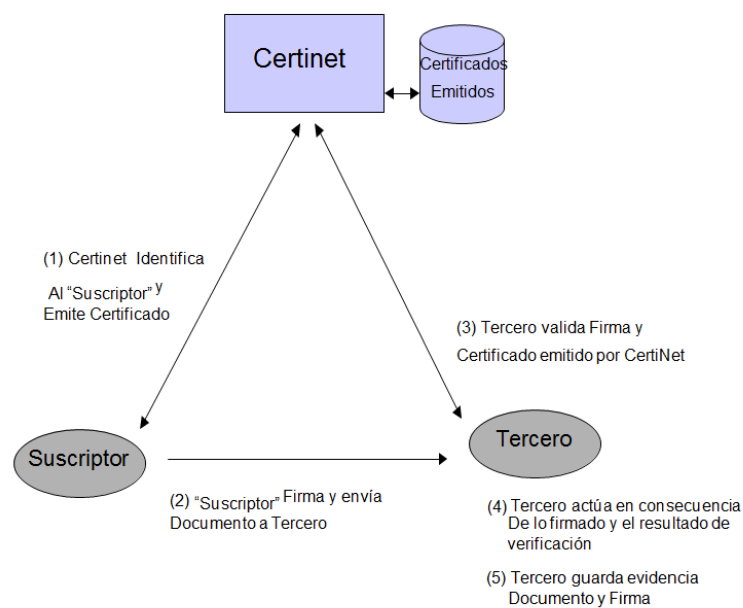 Certinet
Certificados
Emitidos
(1) Certinet Identifica
Al “Suscriptor” y
Emite Certificado
(3) Tercero valida Firma y
Certificado emitido por CertiNet
Suscriptor
Tercero
(2) “Suscriptor” Firma y envía
Documento a Tercero
(4) Tercero actúa en consecuencia
De lo firmado y el resultado de
verificación
(5) Tercero guarda evidencia
Documento y Firma